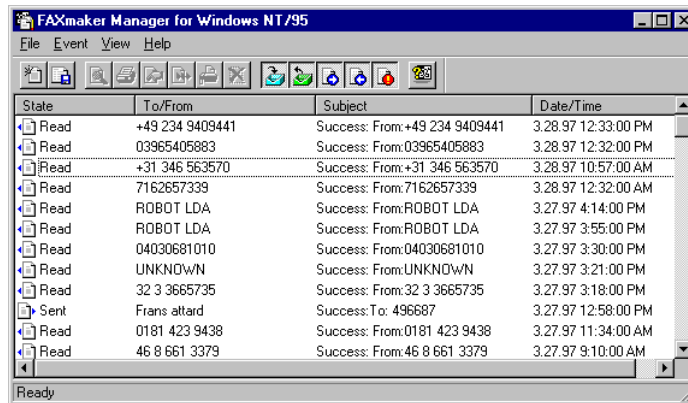 FAXmaker Manager for Windows NT/95
File Event View Help
State To/From Subject Date/Time
Read +49 234 9409441 Success: From:+49 234 9409441 3.28.97 12:33:00 PM
Read 03965405883 Success: From:03965405883 3.28.97 12:32:00 PM
Read +31 346 563570 Success: From:+31 346 563570 3.28.97 10:57:00 AM
Read 7162657339 Success: From:7162657339 3.28.97 12:32:00 AM
Read ROBOT LDA Success: From:ROBOT LDA 3.27.97 4:14:00 PM
Read ROBOT LDA Success: From:ROBOT LDA 3.27.97 3:55:00 PM
Read 04030681010 Success: From:04030681010 3.27.97 3:30:00 PM
Read UNKNOWN Success: From:UNKNOWN 3.27.97 3:21:00 PM
Read 32 3 3665735 Success: From:32 3 3665735 3.27.97 3:18:00 PM
Sent Frans attard Success:To: 496687 3.27.97 12:58:00 PM
Read 0181 423 9438 Success: From:0181 423 9438 3.27.97 11:34:00 AM
Read 46 8 661 3379 Success: From:46 8 661 3379 3.27.97 9:10:00 AM
Ready